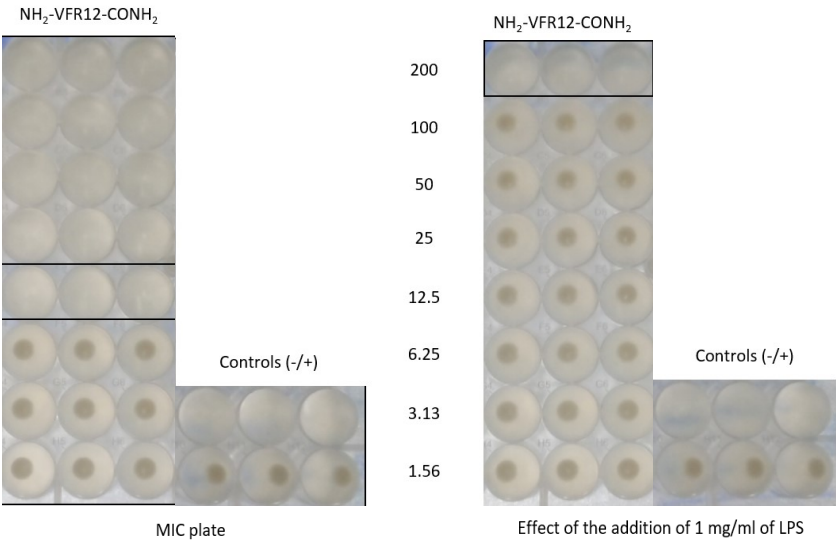 NH₂-VFR12-CONH₂
NH₂-VFR12-CONH₂
200
100
50
25
12.5
6.25
3.13
1.56
Controls (-/+)
Controls (-/+)
MIC plate
Effect of the addition of 1 mg/ml of LPS